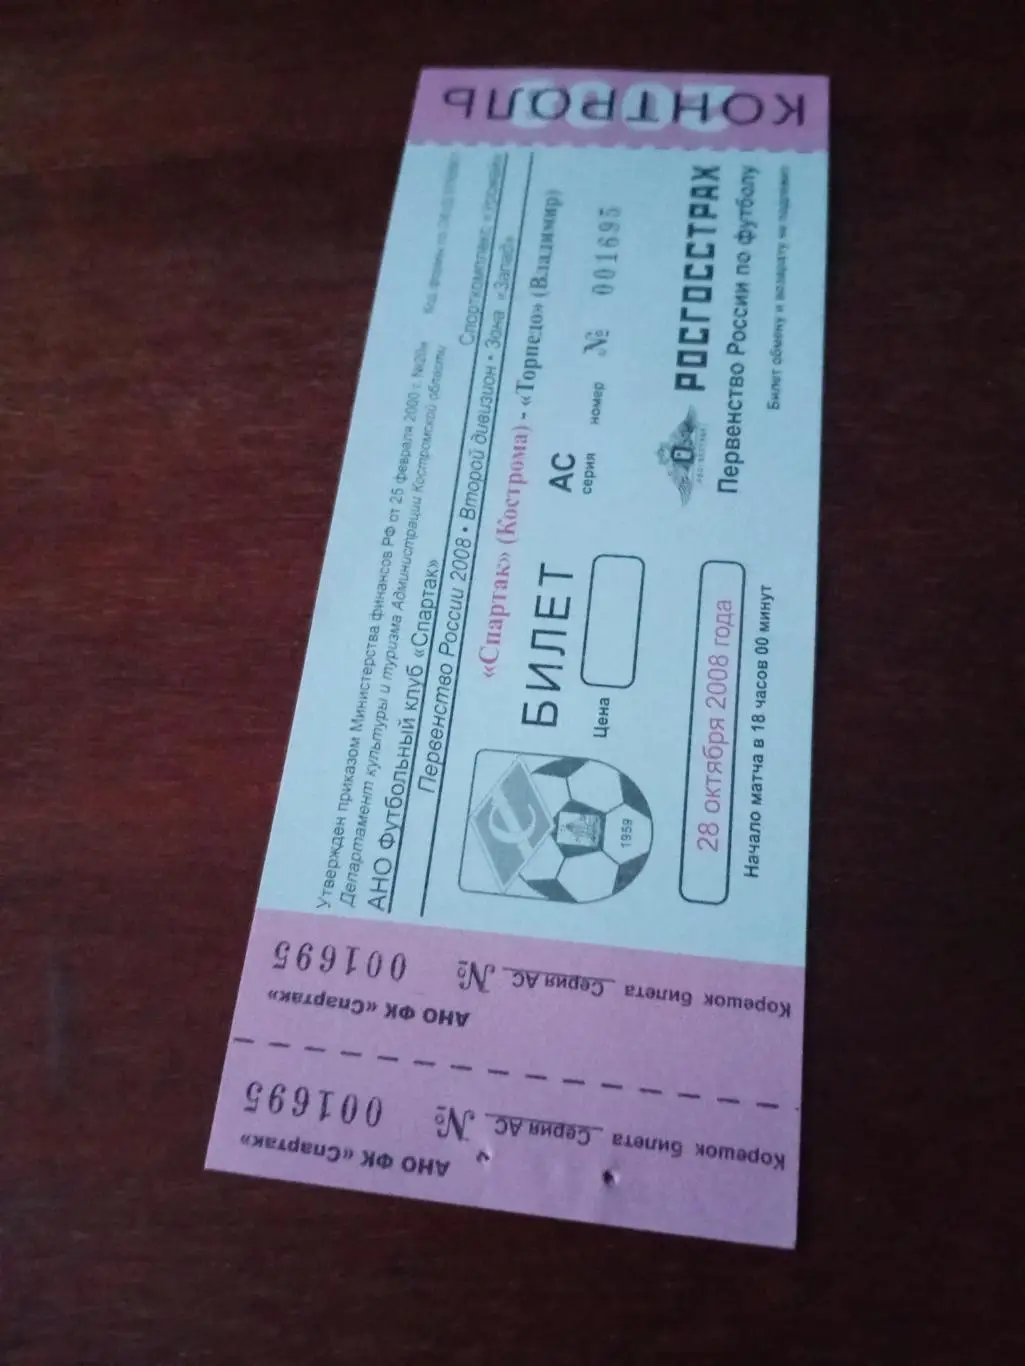 Утвержден приказом Министерства финансов РФ от 25 февраля 2000 г. №20н
Департамент культуры и туризма Администрации Костромской области
АНО Футбольный клуб «Спартак» Спорткомплекс
Первенство России 2008 • Второй дивизион • Зона «Запад»
«Спартак» (Кострома) - «Торпедо» (Владимир)
БИЛЕТ АС № 001695
серия номер
Цена
1959
РОСГОССТРАХ
28 октября 2008 года
Первенство России по футболу
Начало матча в 18 часов 00 минут
Билет обмену и возврату не подлежит
КОНТРОЛЬ
Корешок билета Серия АС № 001695
АНО ФК «Спартак»
Корешок билета Серия АС № 001695
АНО ФК «Спартак»